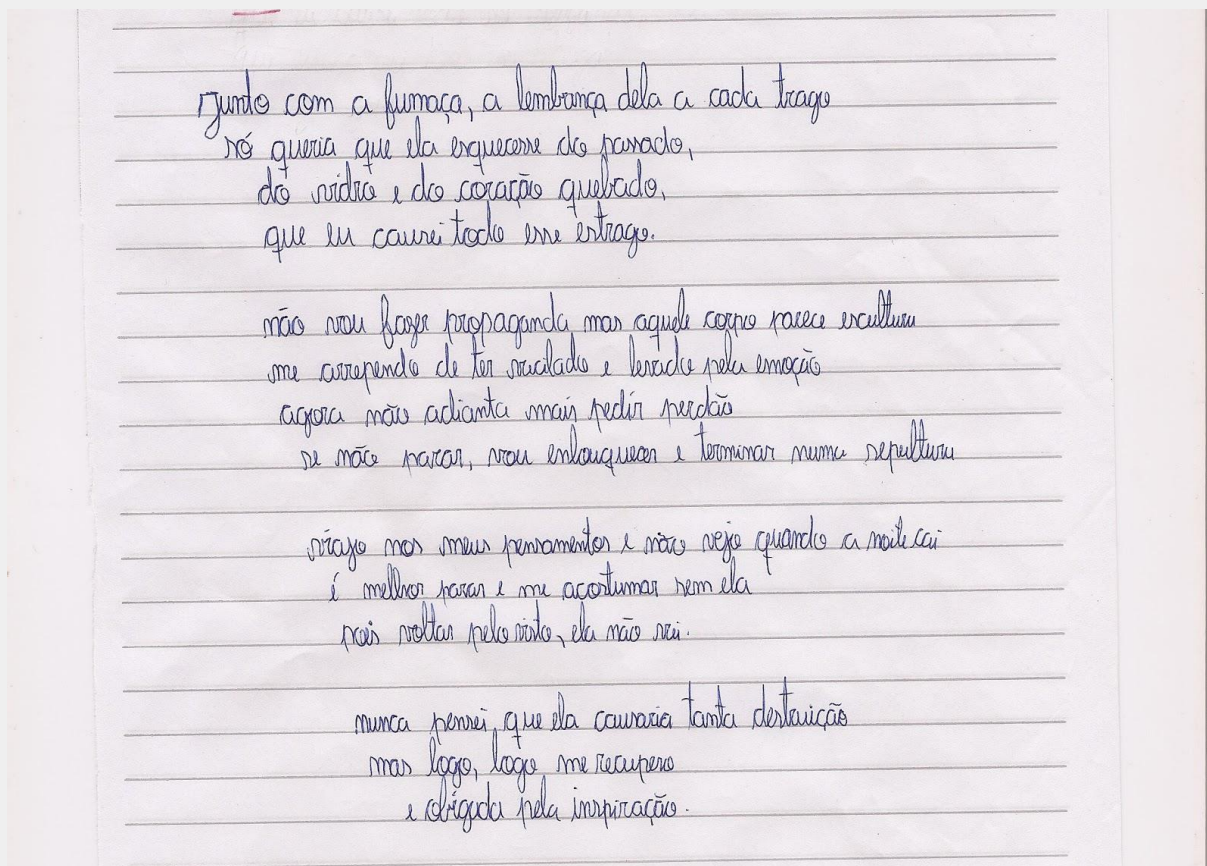 Junto com a fumaça, a lembrança dela a cada trago
só queria que ela esquecesse do passado,
do vidro e do coração quebado,
que eu causei todo esse estrago.
não vou fazer propaganda mas aquele corpo parece escultura
me arrependo de ter vacilado e levado pela emoção
agora não adianta mais pedir perdão
se não parar, vou enlouquecer e terminar numa sepultura
viajo nos meus pensamentos e não vejo quando a noite cai
é melhor parar e me acostumar sem ela
pois voltar pelo visto, ela não vai.
nunca pensei, que ela causaria tanta destruição
mas logo, logo me recupero
e obrigada pela inspiração.